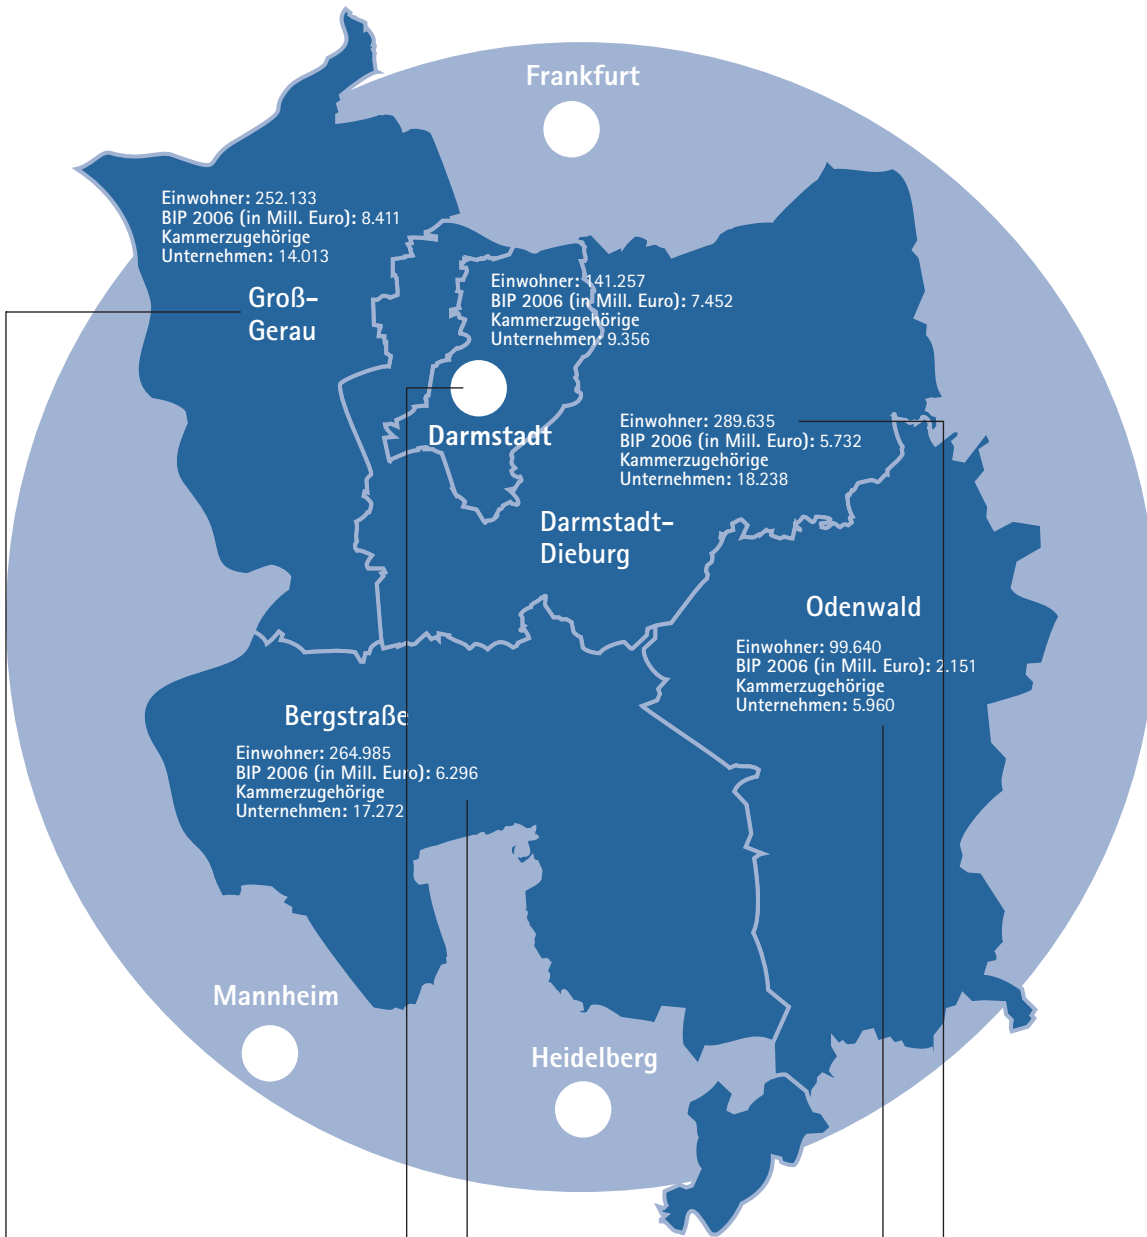 Frankfurt
Einwohner: 252.133
BIP 2006 (in Mill. Euro): 8.411
Kammerzugehörige
Unternehmen: 14.013
Groß-
Gerau
Einwohner: 141.257
BIP 2006 (in Mill. Euro): 7.452
Kammerzugehörige
Unternehmen: 9.356
Darmstadt
Einwohner: 289.635
BIP 2006 (in Mill. Euro): 5.732
Kammerzugehörige
Unternehmen: 18.238
Darmstadt-
Dieburg
Odenwald
Einwohner: 99.640
BIP 2006 (in Mill. Euro): 2.151
Kammerzugehörige
Unternehmen: 5.960
Bergstraße
Einwohner: 264.985
BIP 2006 (in Mill. Euro): 6.296
Kammerzugehörige
Unternehmen: 17.272
Mannheim
Heidelberg